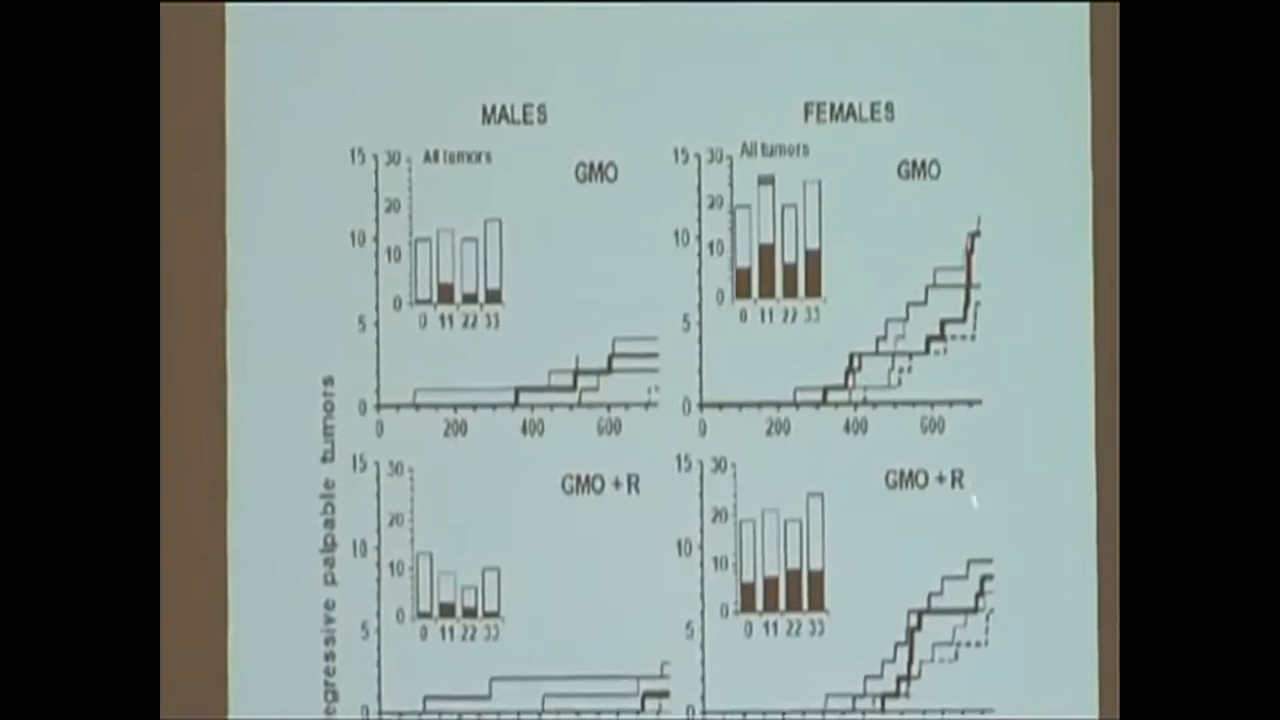 MALES FEMALES
15 30 All tumors GMO 15 30 All tumors GMO
20 20
10 10 10 10
0 0
0 11 22 33 0 11 22 33
5 5
0 0
0 200 400 600 0 200 400 600
15 30 GMO + R 15 30 GMO + R
20 20
10 10 10 10
0 0
0 11 22 33 0 11 22 33
5 5
0 0
egressive palpable tumors